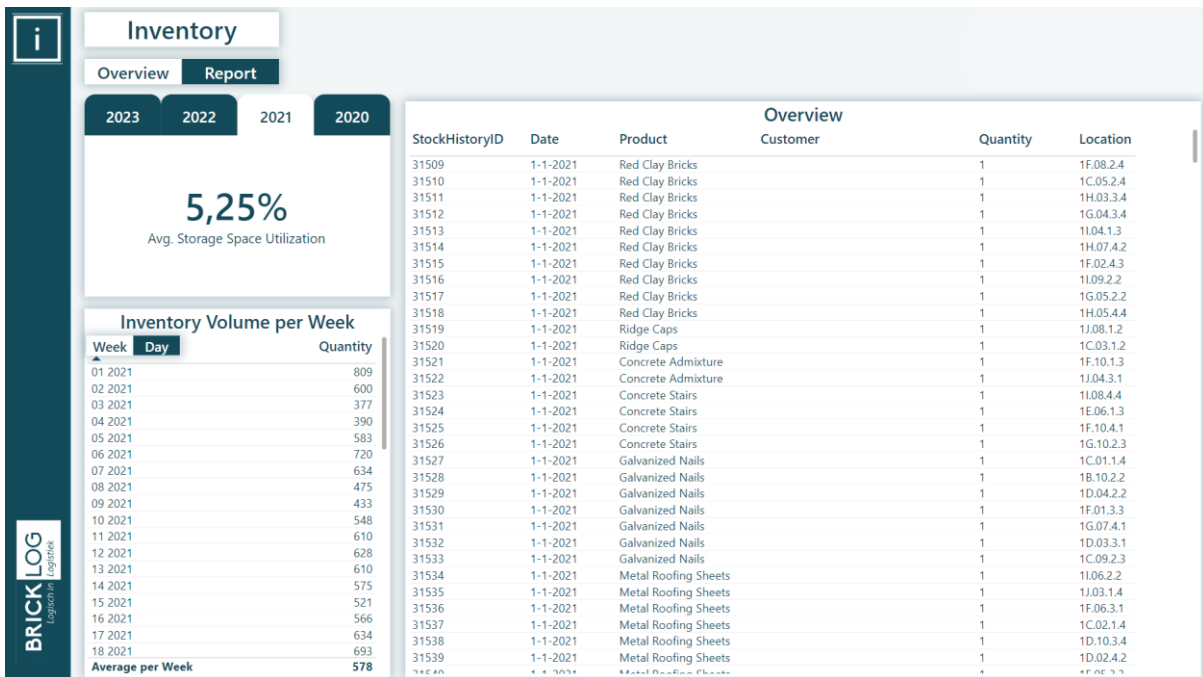 i
Inventory
Overview Report
2023 2022 2021 2020
5,25%
Avg. Storage Space Utilization
Inventory Volume per Week
Week Day Quantity
01 2021 809
02 2021 600
03 2021 377
04 2021 390
05 2021 583
06 2021 720
07 2021 634
08 2021 475
09 2021 433
10 2021 548
11 2021 610
12 2021 628
13 2021 610
14 2021 575
15 2021 521
16 2021 566
17 2021 634
18 2021 693
Average per Week 578
Overview
StockHistoryID Date Product Customer Quantity Location
31509 1-1-2021 Red Clay Bricks 1 1F.08.2.4
31510 1-1-2021 Red Clay Bricks 1 1C.05.2.4
31511 1-1-2021 Red Clay Bricks 1 1H.03.3.4
31512 1-1-2021 Red Clay Bricks 1 1G.04.3.4
31513 1-1-2021 Red Clay Bricks 1 1I.04.1.3
31514 1-1-2021 Red Clay Bricks 1 1H.07.4.2
31515 1-1-2021 Red Clay Bricks 1 1F.02.4.3
31516 1-1-2021 Red Clay Bricks 1 1I.09.2.2
31517 1-1-2021 Red Clay Bricks 1 1G.05.2.2
31518 1-1-2021 Red Clay Bricks 1 1H.05.4.4
31519 1-1-2021 Ridge Caps 1 1J.08.1.2
31520 1-1-2021 Ridge Caps 1 1C.03.1.2
31521 1-1-2021 Concrete Admixture 1 1F.10.1.3
31522 1-1-2021 Concrete Admixture 1 1J.04.3.1
31523 1-1-2021 Concrete Stairs 1 1I.08.4.4
31524 1-1-2021 Concrete Stairs 1 1E.06.1.3
31525 1-1-2021 Concrete Stairs 1 1F.10.4.1
31526 1-1-2021 Concrete Stairs 1 1G.10.2.3
31527 1-1-2021 Galvanized Nails 1 1C.01.1.4
31528 1-1-2021 Galvanized Nails 1 1B.10.2.2
31529 1-1-2021 Galvanized Nails 1 1D.04.2.2
31530 1-1-2021 Galvanized Nails 1 1F.01.3.3
31531 1-1-2021 Galvanized Nails 1 1G.07.4.1
31532 1-1-2021 Galvanized Nails 1 1D.03.3.1
31533 1-1-2021 Galvanized Nails 1 1C.09.2.3
31534 1-1-2021 Metal Roofing Sheets 1 1I.06.2.2
31535 1-1-2021 Metal Roofing Sheets 1 1J.03.1.4
31536 1-1-2021 Metal Roofing Sheets 1 1F.06.3.1
31537 1-1-2021 Metal Roofing Sheets 1 1C.02.1.4
31538 1-1-2021 Metal Roofing Sheets 1 1D.10.3.4
31539 1-1-2021 Metal Roofing Sheets 1 1D.02.4.2
BRICKLOG
Logisch in Logistiek